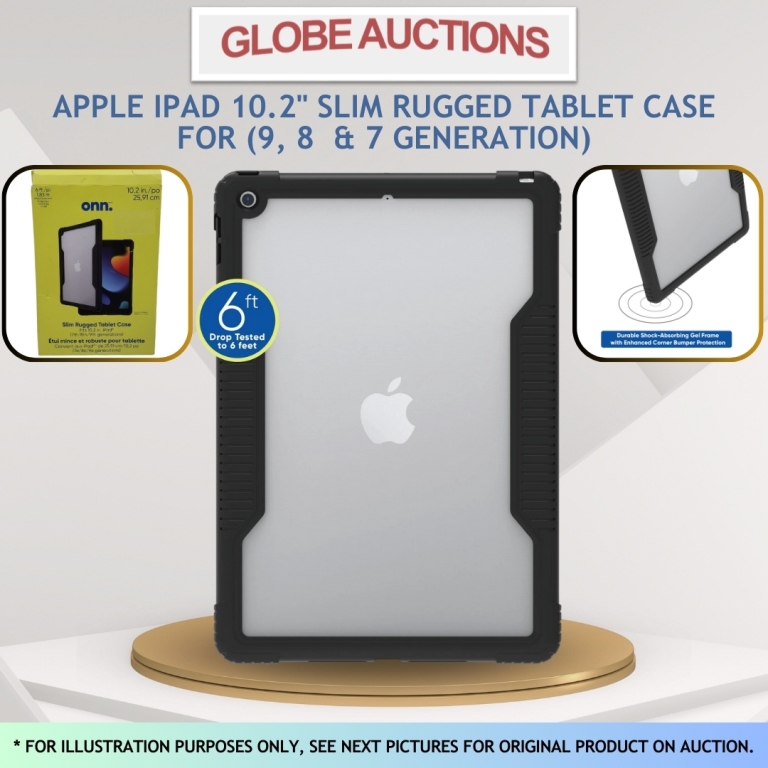 GLOBE AUCTIONS
APPLE IPAD 10.2" SLIM RUGGED TABLET CASE
FOR (9, 8 & 7 GENERATION)
10.2 in./po
25,91 cm
onn.
Slim Rugged Tablet Case
Étui mince et robuste pour tablette
6ft
Drop Tested
to 6 feet
Durable Shock-Absorbing Gel Frame
with Enhanced Corner Bumper Protection
* FOR ILLUSTRATION PURPOSES ONLY, SEE NEXT PICTURES FOR ORIGINAL PRODUCT ON AUCTION.